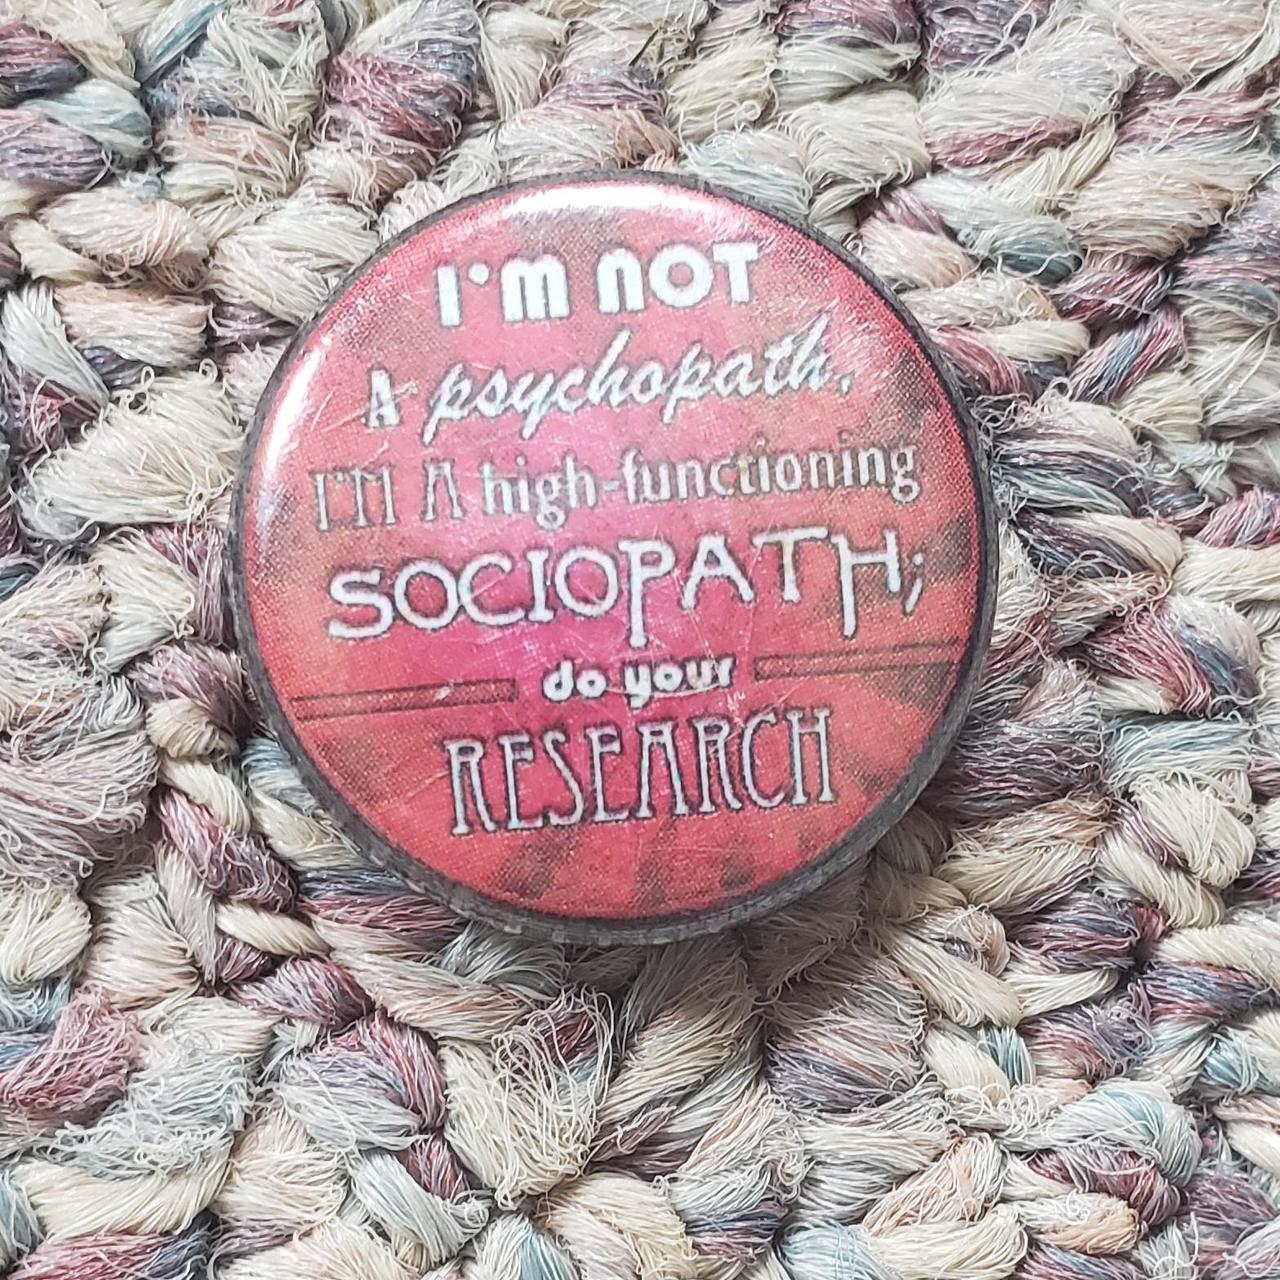 I'M NOT
A psychopath,
I'M A high-functioning
SOCIOPATH;
do your
RESEARCH